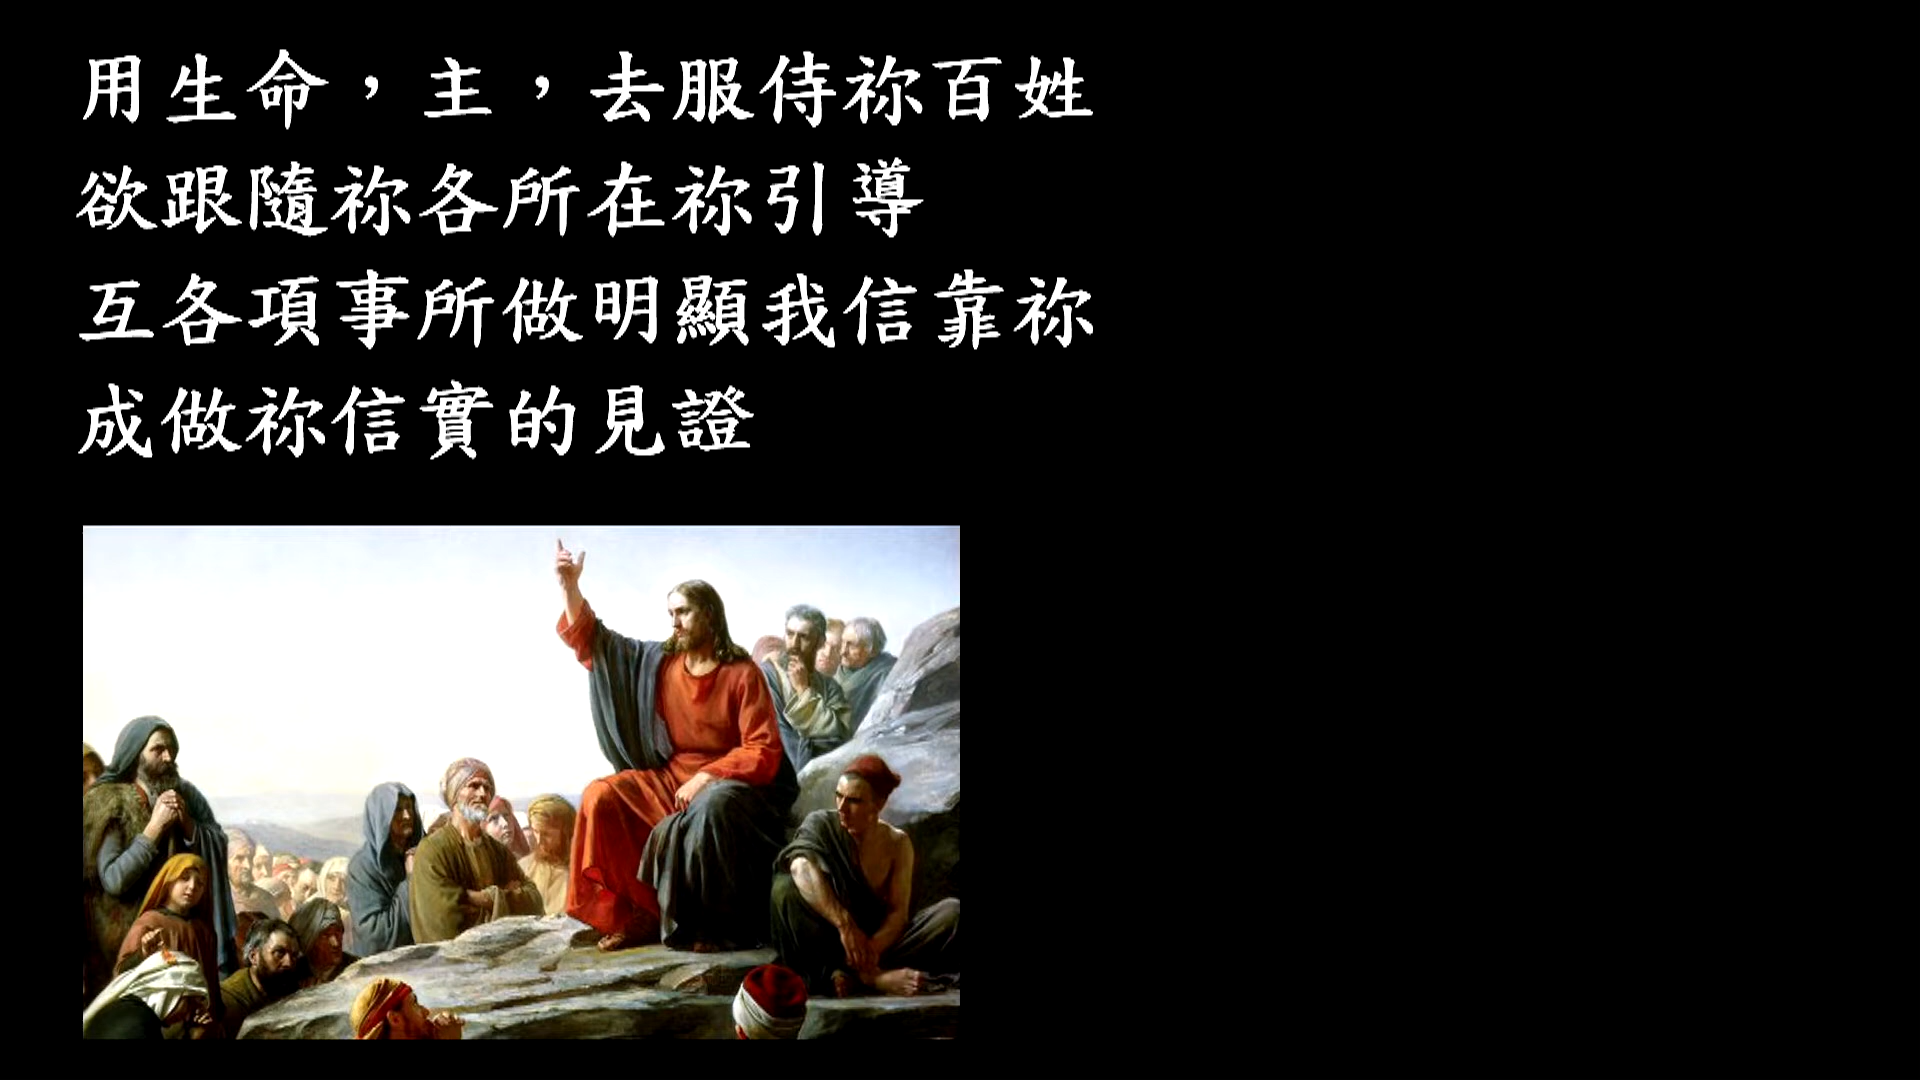 用生命，主，去服侍祢百姓
欲跟隨祢各所在祢引導
互各項事所做明顯我信靠祢
成做祢信實的見證